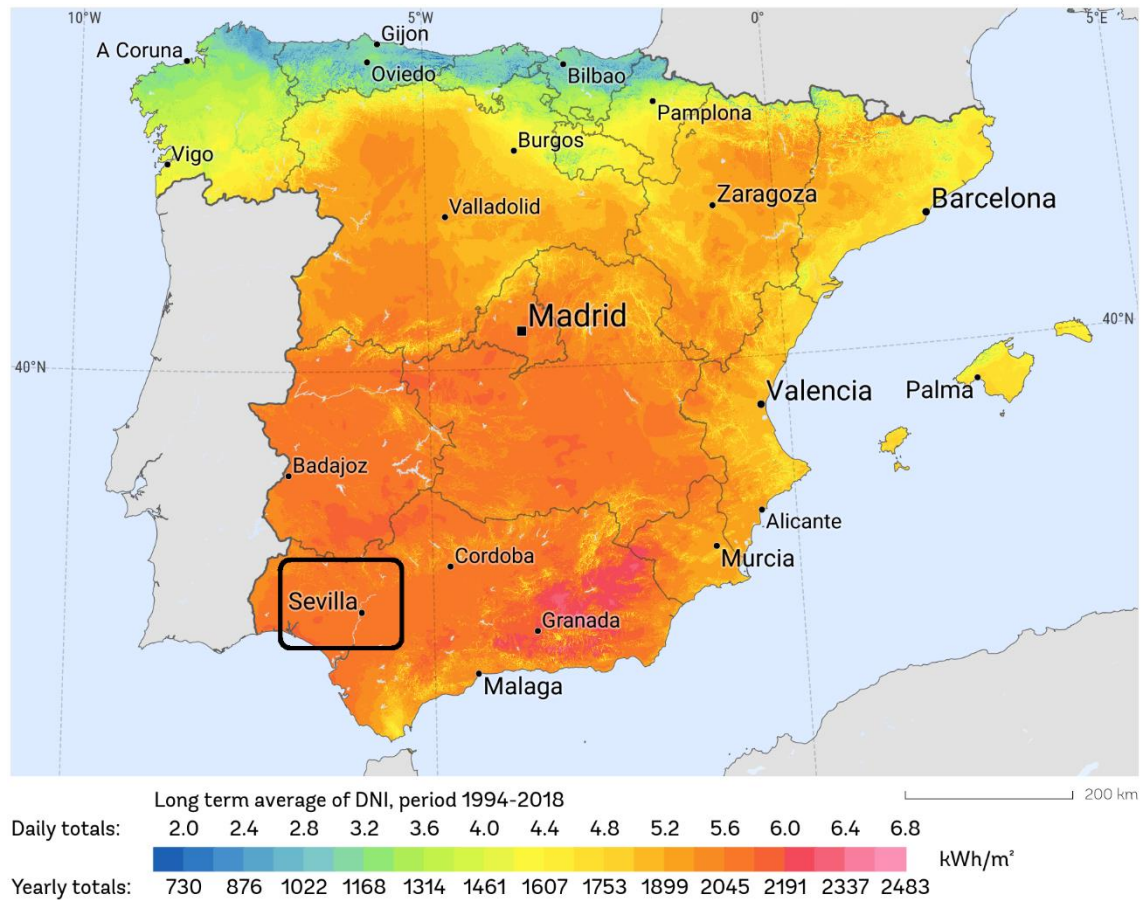 10°W 5°W 0° 5°E
Gijon
A Coruna
Oviedo
Bilbao
Pamplona
Burgos
Vigo
Zaragoza
Barcelona
Valladolid
Madrid
40°N
40°N
Valencia
Palma
Badajoz
Alicante
Cordoba
Murcia
Sevilla
Granada
Malaga
Long term average of DNI, period 1994-2018
200 km
Daily totals: 2.0 2.4 2.8 3.2 3.6 4.0 4.4 4.8 5.2 5.6 6.0 6.4 6.8
kWh/m²
Yearly totals: 730 876 1022 1168 1314 1461 1607 1753 1899 2045 2191 2337 2483